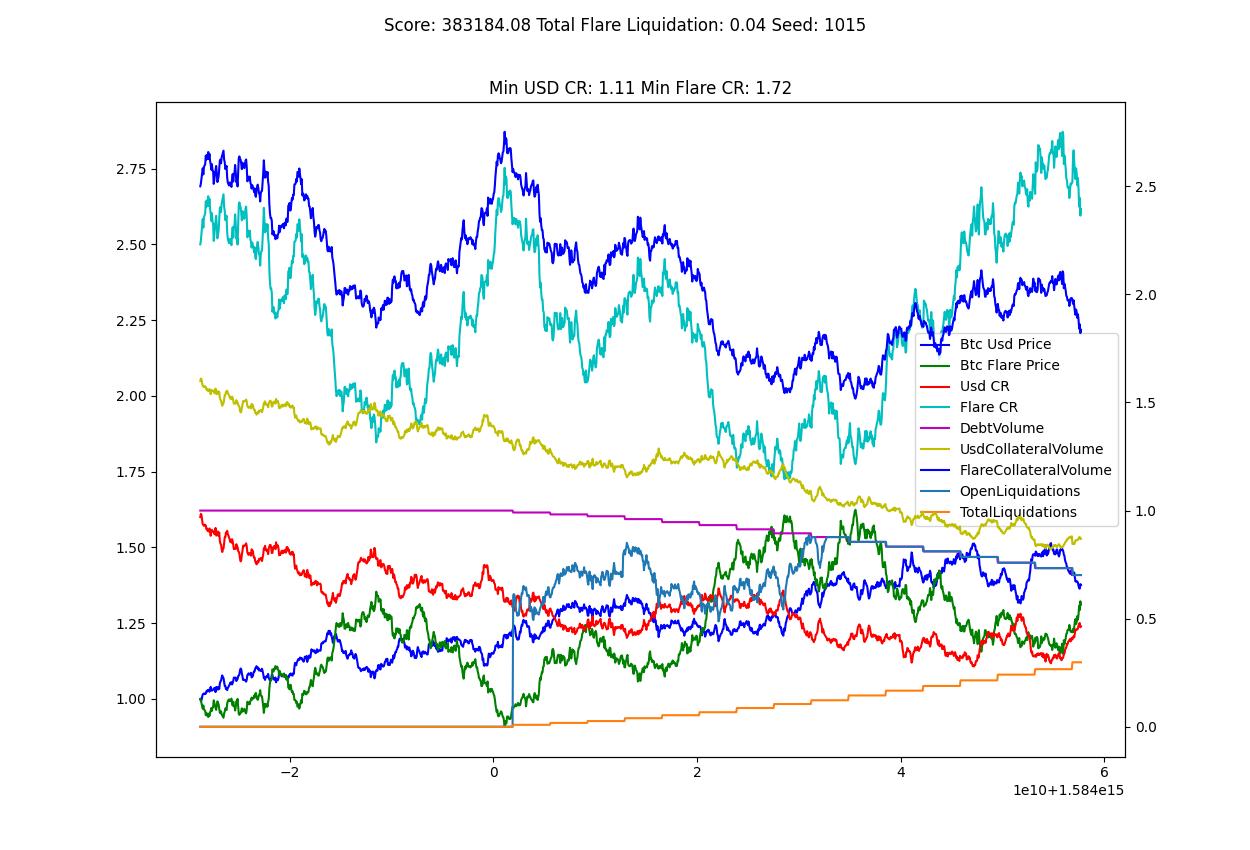 Score: 383184.08 Total Flare Liquidation: 0.04 Seed: 1015
Min USD CR: 1.11 Min Flare CR: 1.72
2.75
2.50
2.25
2.00
1.75
1.50
1.25
1.00
2.5
2.0
1.5
1.0
0.5
0.0
Btc Usd Price
Btc Flare Price
Usd CR
Flare CR
DebtVolume
UsdCollateralVolume
FlareCollateralVolume
OpenLiquidations
TotalLiquidations
−2 0 2 4 6
1e10+1.584e15